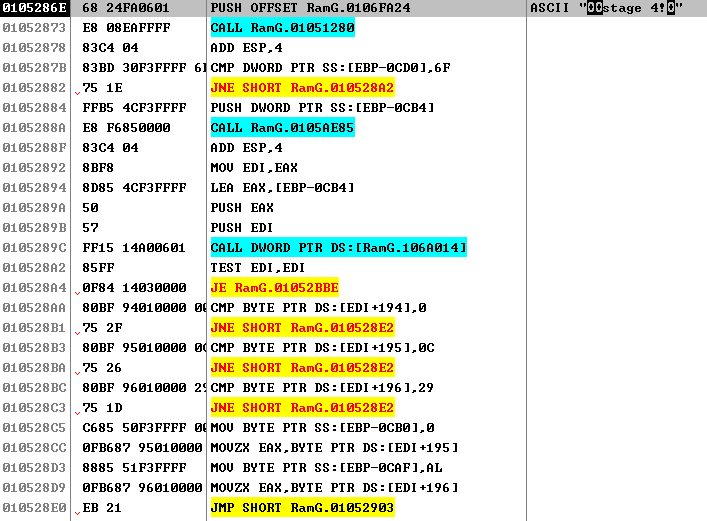 0105286E 68 24FA0601 PUSH OFFSET RamG.0106FA24 ASCII "00stage 4!0"
01052873 E8 08EAFFFF CALL RamG.01051280
01052878 83C4 04 ADD ESP,4
0105287B 83BD 30F3FFFF 6 CMP DWORD PTR SS:[EBP-0CD0],6F
01052882 75 1E JNE SHORT RamG.010528A2
01052884 FFB5 4CF3FFFF PUSH DWORD PTR SS:[EBP-0CB4]
0105288A E8 F6850000 CALL RamG.0105AE85
0105288F 83C4 04 ADD ESP,4
01052892 8BF8 MOV EDI,EAX
01052894 8D85 4CF3FFFF LEA EAX,[EBP-0CB4]
0105289A 50 PUSH EAX
0105289B 57 PUSH EDI
0105289C FF15 14A00601 CALL DWORD PTR DS:[RamG.106A014]
010528A2 85FF TEST EDI,EDI
010528A4 0F84 14030000 JE RamG.01052BBE
010528AA 80BF 94010000 0 CMP BYTE PTR DS:[EDI+194],0
010528B1 75 2F JNE SHORT RamG.010528E2
010528B3 80BF 95010000 0 CMP BYTE PTR DS:[EDI+195],0C
010528BA 75 26 JNE SHORT RamG.010528E2
010528BC 80BF 96010000 29 CMP BYTE PTR DS:[EDI+196],29
010528C3 75 1D JNE SHORT RamG.010528E2
010528C5 C685 50F3FFFF 0 MOV BYTE PTR SS:[EBP-0CB0],0
010528CC 0FB687 95010000 MOVZX EAX,BYTE PTR DS:[EDI+195]
010528D3 8885 51F3FFFF MOV BYTE PTR SS:[EBP-0CAF],AL
010528D9 0FB687 96010000 MOVZX EAX,BYTE PTR DS:[EDI+196]
010528E0 EB 21 JMP SHORT RamG.01052903